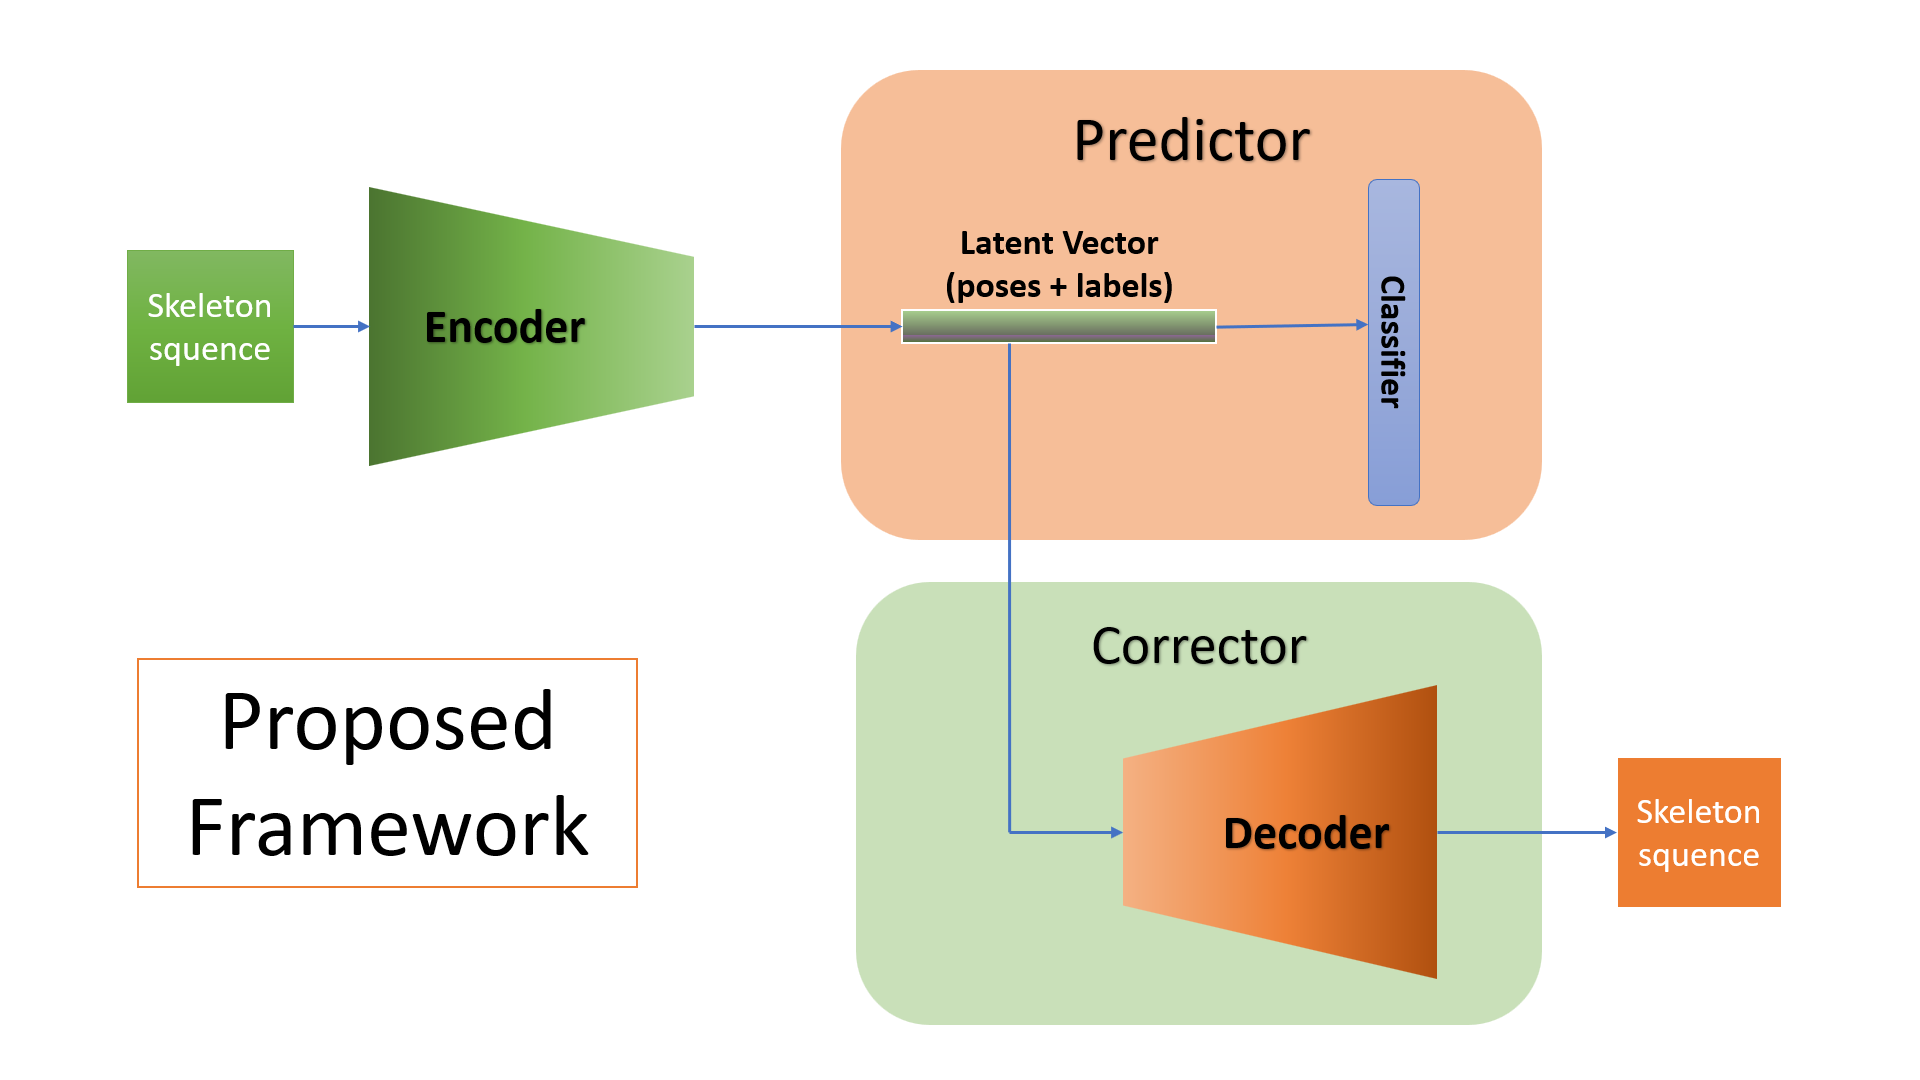 Predictor
Latent Vector
(poses + labels)
Classifier
Skeleton
squence
Encoder
Corrector
Proposed
Framework
Decoder
Skeleton
squence